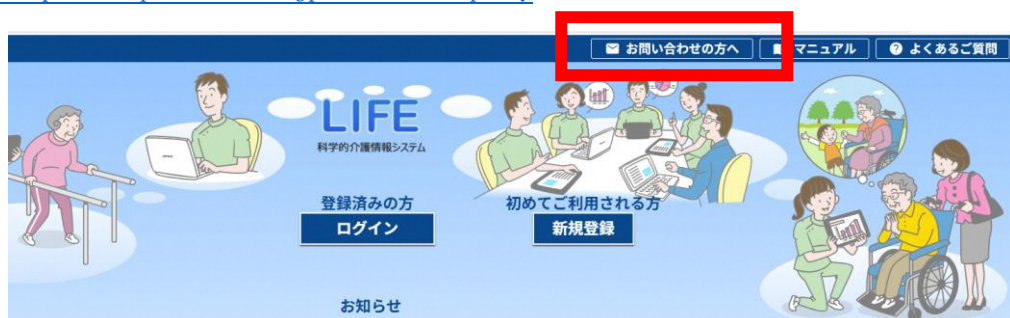 お問い合わせの方へ
マニュアル
よくあるご質問
LIFE
科学的介護情報システム
登録済みの方
初めてご利用される方
ログイン
新規登録
お知らせ